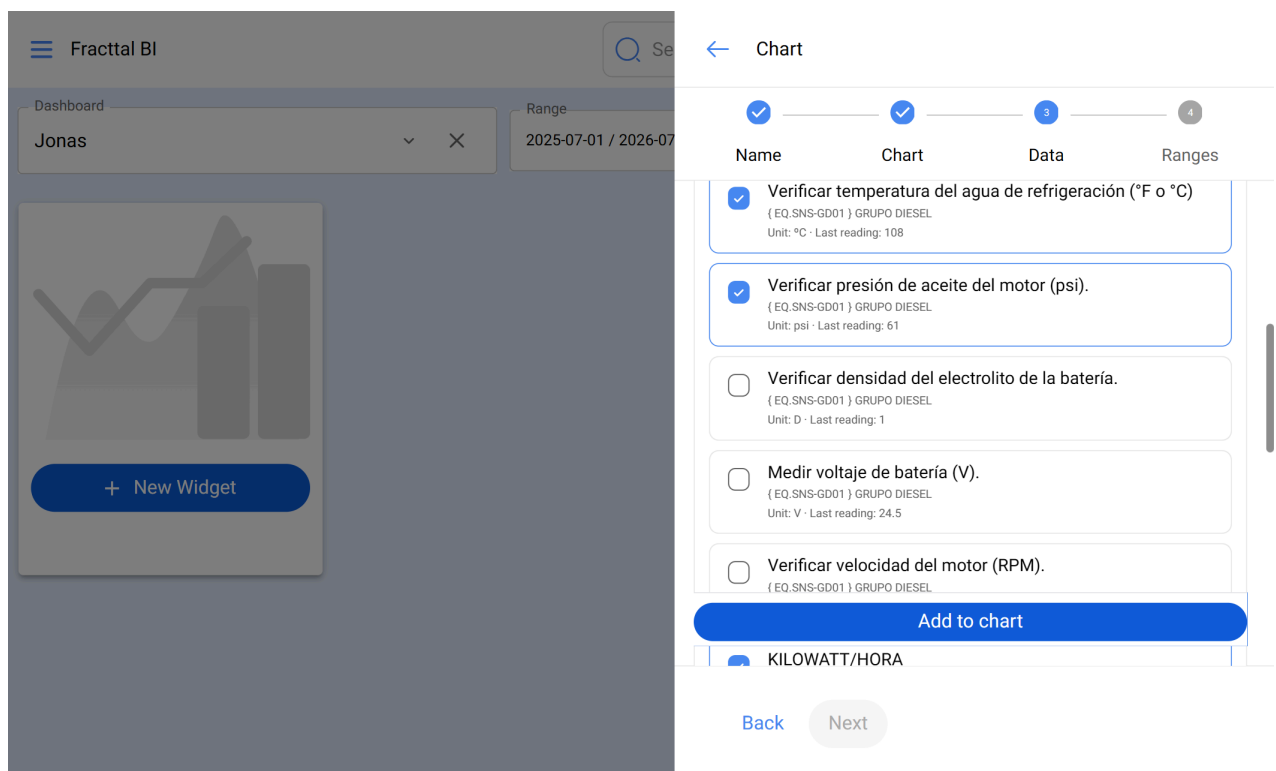 Fracttal BI
Se
Dashboard
Jonas
Range
2025-07-01 / 2026-07
+ New Widget
Chart
3
4
Name
Chart
Data
Ranges
Verificar temperatura del agua de refrigeración (°F o °C)
{ EQ.SNS-GD01 } GRUPO DIESEL
Unit: ºC · Last reading: 108
Verificar presión de aceite del motor (psi).
{ EQ.SNS-GD01 } GRUPO DIESEL
Unit: psi · Last reading: 61
Verificar densidad del electrolito de la batería.
{ EQ.SNS-GD01 } GRUPO DIESEL
Unit: D · Last reading: 1
Medir voltaje de batería (V).
{ EQ.SNS-GD01 } GRUPO DIESEL
Unit: V · Last reading: 24.5
Verificar velocidad del motor (RPM).
{ EQ.SNS-GD01 } GRUPO DIESEL
Add to chart
KILOWATT/HORA
Back
Next